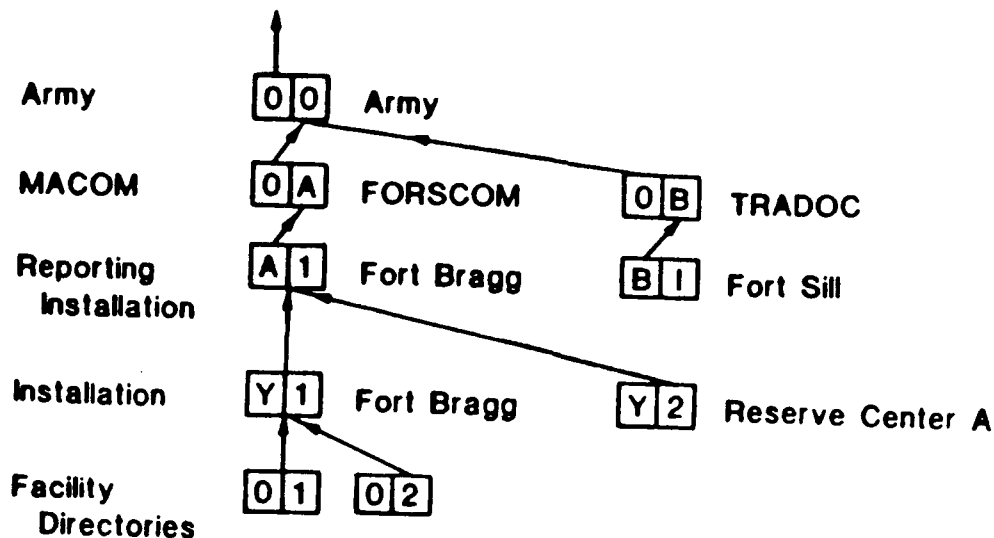 Army 0 0 Army
MACOM 0 A FORSCOM 0 B TRADOC
Reporting Installation A 1 Fort Bragg B 1 Fort Sill
Installation Y 1 Fort Bragg Y 2 Reserve Center A
Facility Directories 0 1 0 2